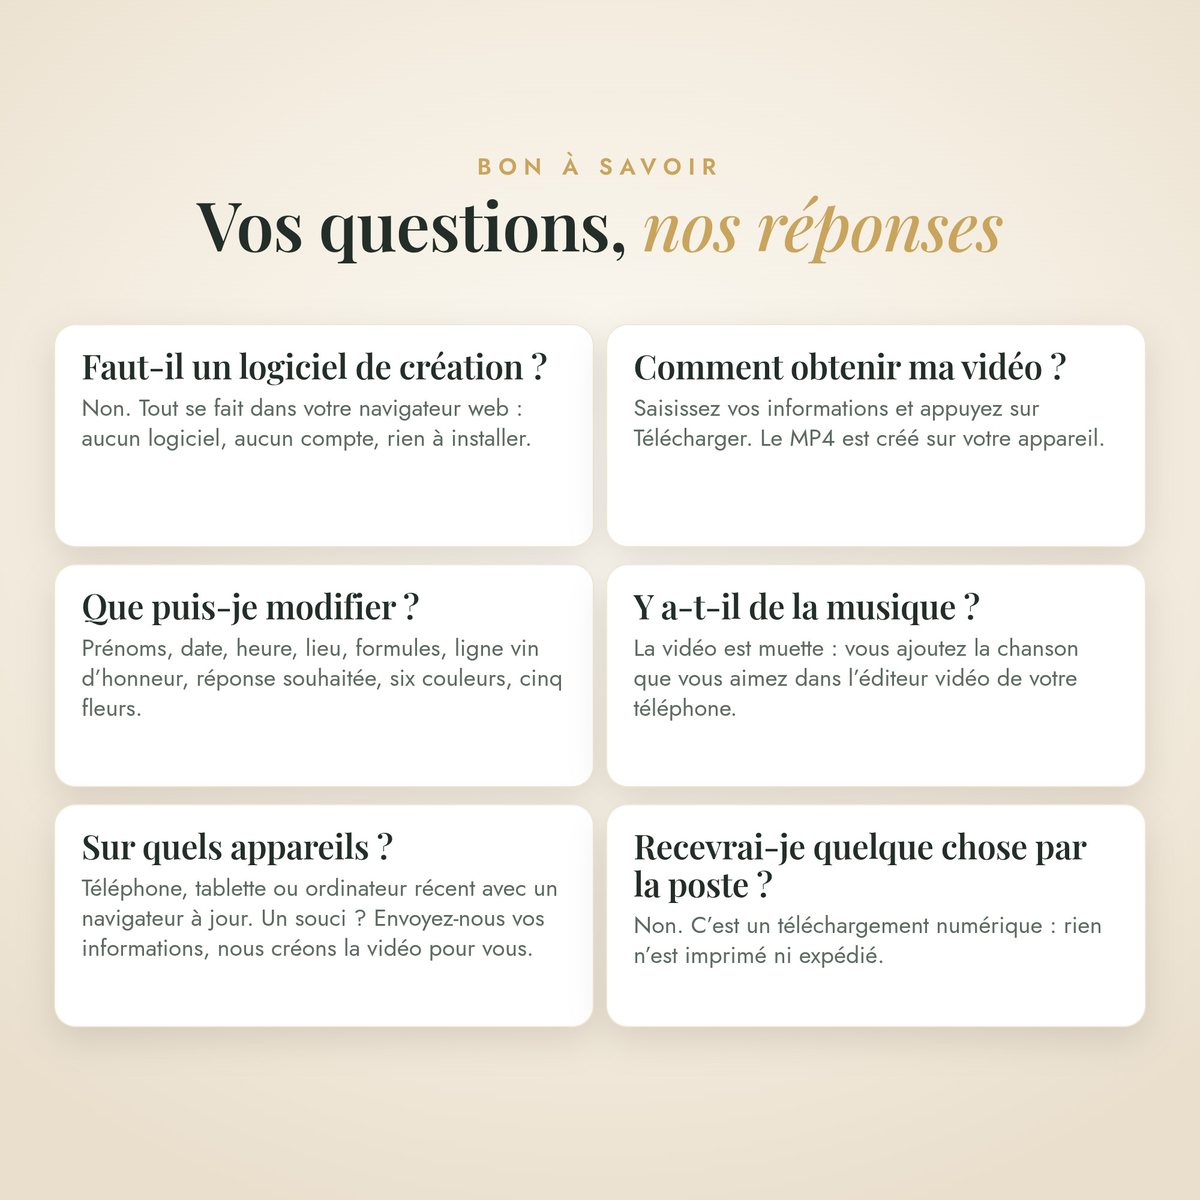 BON À SAVOIR
Vos questions, nos réponses
Faut-il un logiciel de création ?
Non. Tout se fait dans votre navigateur web :
aucun logiciel, aucun compte, rien à installer.
Comment obtenir ma vidéo ?
Saisissez vos informations et appuyez sur
Télécharger. Le MP4 est créé sur votre appareil.
Que puis-je modifier ?
Prénoms, date, heure, lieu, formules, ligne vin
d’honneur, réponse souhaitée, six couleurs, cinq
fleurs.
Y a-t-il de la musique ?
La vidéo est muette : vous ajoutez la chanson
que vous aimez dans l’éditeur vidéo de votre
téléphone.
Sur quels appareils ?
Téléphone, tablette ou ordinateur récent avec un
navigateur à jour. Un souci ? Envoyez-nous vos
informations, nous créons la vidéo pour vous.
Recevrai-je quelque chose par
la poste ?
Non. C’est un téléchargement numérique : rien
n’est imprimé ni expédié.